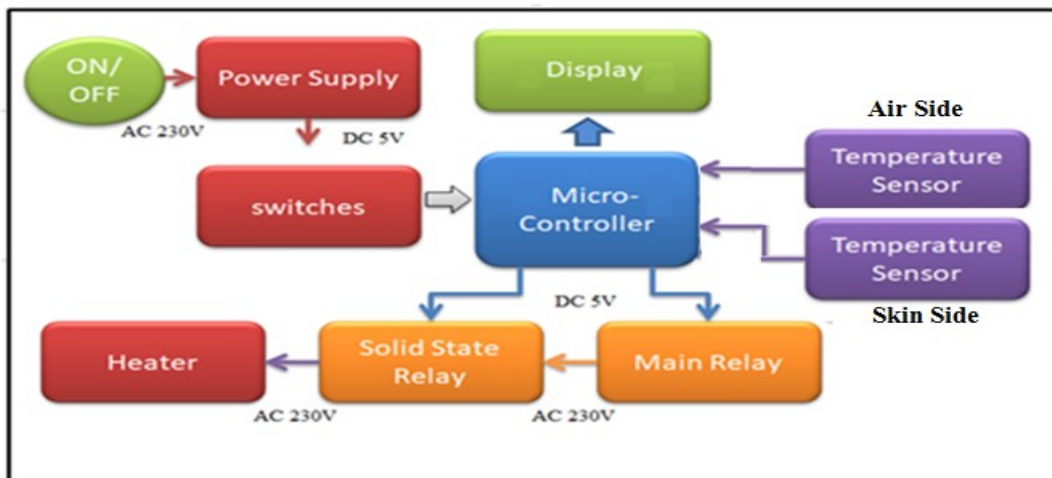 ON/
OFF
Power Supply
Display
AC 230V
DC 5V
Air Side
Temperature
Sensor
switches
Micro-
Controller
Temperature
Sensor
Skin Side
DC 5V
Heater
Solid State
Relay
Main Relay
AC 230V
AC 230V